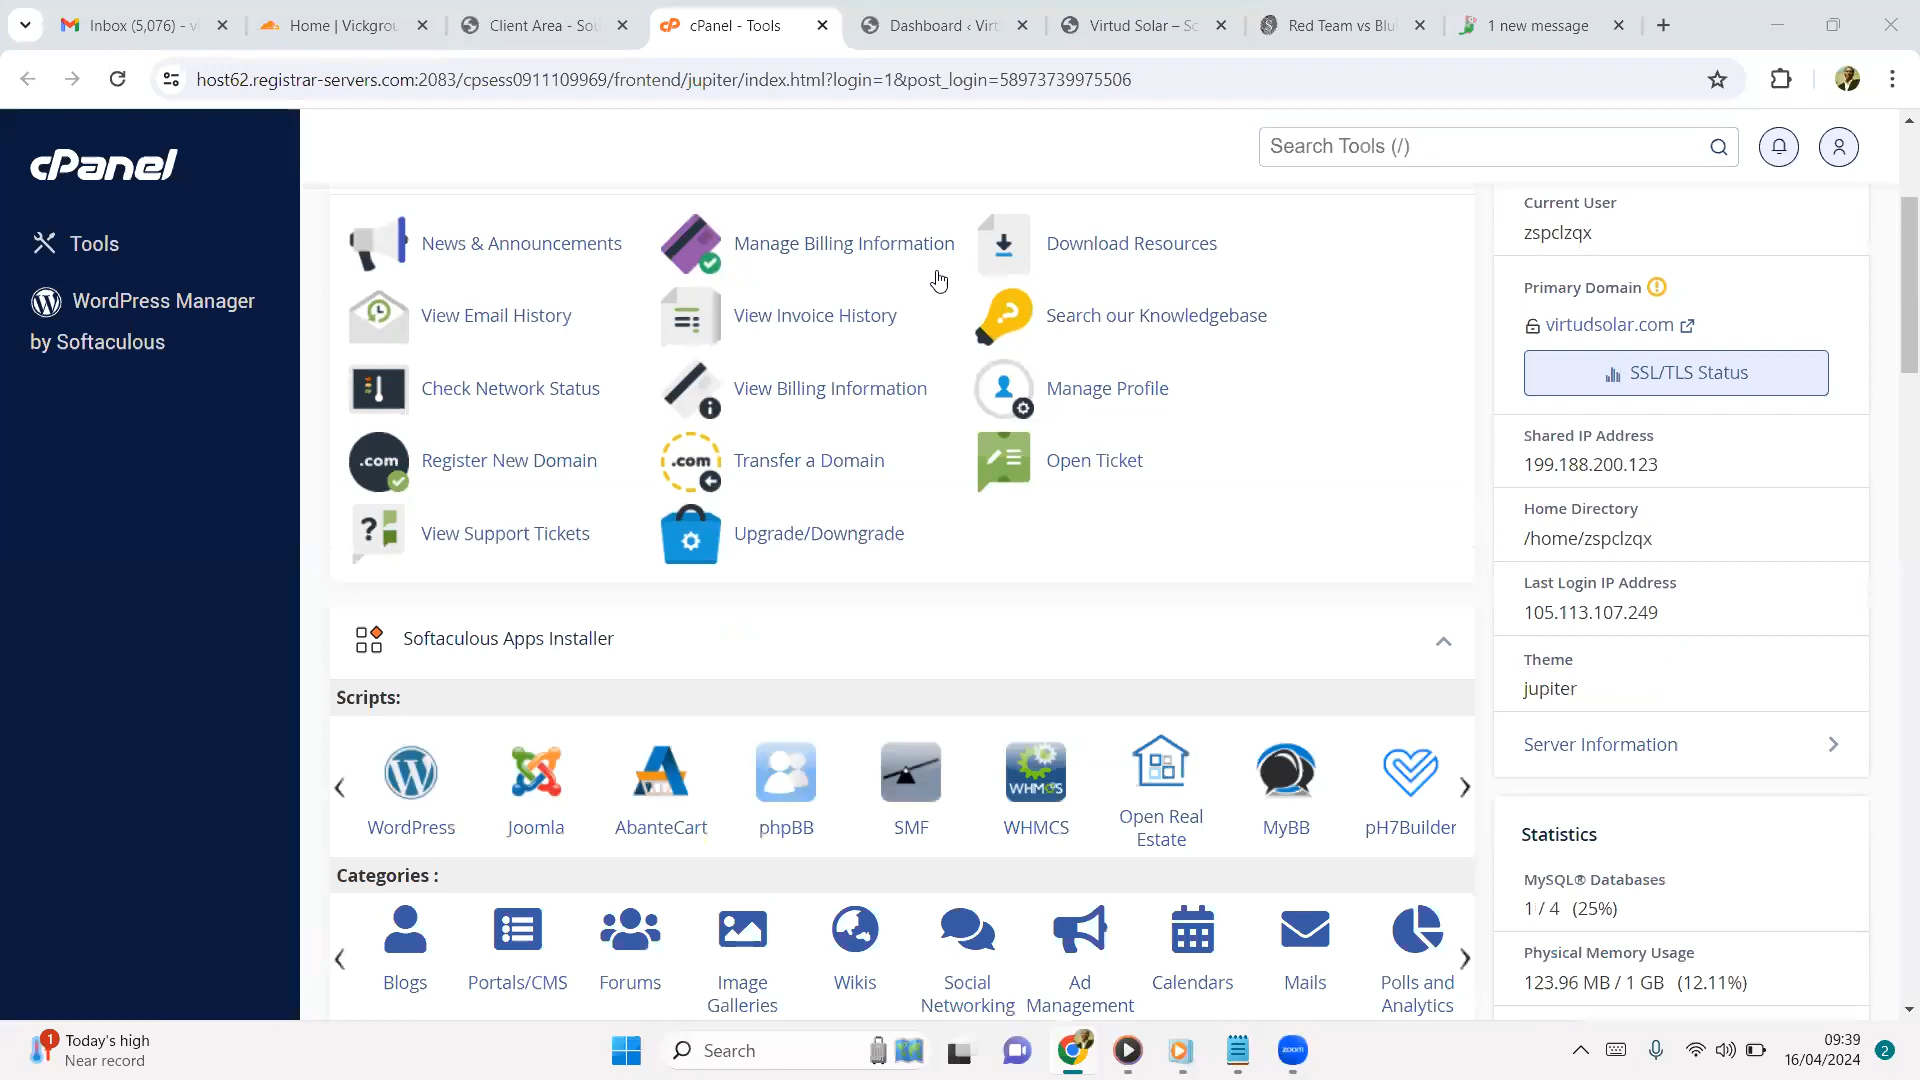 Inbox (5,076) - v
Home | Vickgrou
Client Area - Sou
cPanel - Tools
Dashboard ‹ Virt
Virtud Solar – Sc
Red Team vs Blu
1 new message
host62.registrar-servers.com:2083/cpsess0911109969/frontend/jupiter/index.html?login=1&post_login=58973739975506
cPanel
Search Tools (/)
Tools
WordPress Manager
by Softaculous
News & Announcements
Manage Billing Information
Download Resources
View Email History
View Invoice History
Search our Knowledgebase
Check Network Status
View Billing Information
Manage Profile
.com
Register New Domain
.com
Transfer a Domain
Open Ticket
View Support Tickets
Upgrade/Downgrade
Current User
zspclzqx
Primary Domain
virtudsolar.com
SSL/TLS Status
Shared IP Address
199.188.200.123
Home Directory
/home/zspclzqx
Last Login IP Address
105.113.107.249
Theme
jupiter
Server Information
Softaculous Apps Installer
Scripts:
WordPress
Joomla
AbanteCart
phpBB
SMF
WHMCS
WHMCS
Open Real
Estate
MyBB
pH7Builder
Categories :
Blogs
Portals/CMS
Forums
Image
Galleries
Wikis
Social
Networking
Ad
Management
Calendars
Mails
Polls and
Analytics
Statistics
MySQL® Databases
1 / 4 (25%)
Physical Memory Usage
123.96 MB / 1 GB (12.11%)
1
Today's high
Near record
Search
zoom
09:39
16/04/2024
2